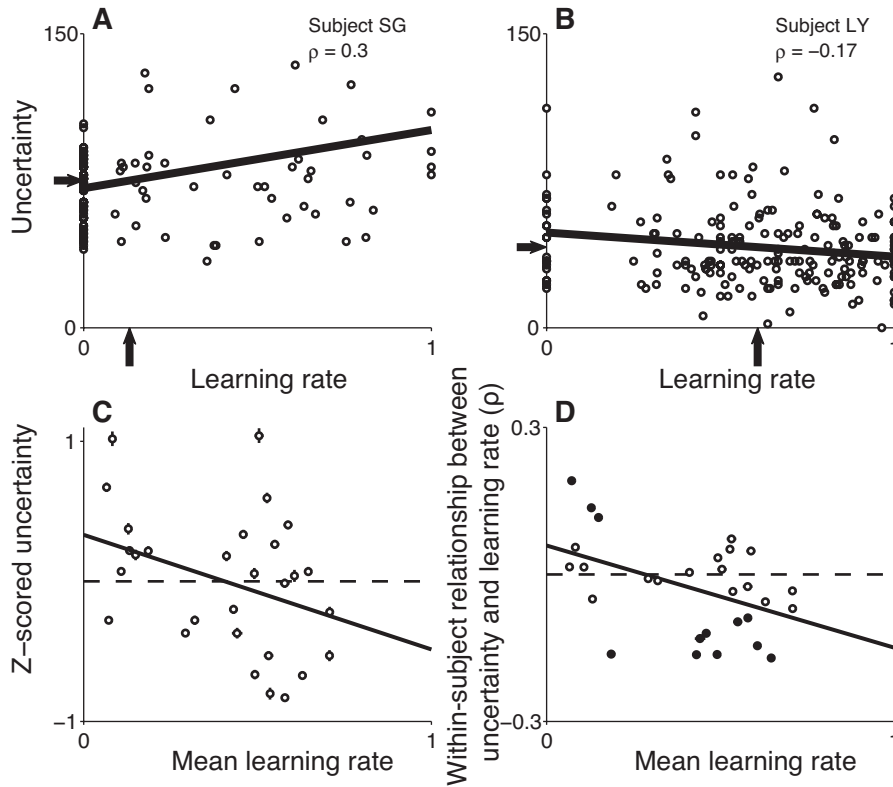 A
Subject SG
ρ = 0.3
150
Uncertainty
0
0
1
Learning rate
B
Subject LY
ρ = −0.17
150
0
0
1
Learning rate
C
1
Z−scored uncertainty
−1
0
1
Mean learning rate
D
0.3
Within−subject relationship between
uncertainty and learning rate (ρ)
−0.3
0
1
Mean learning rate